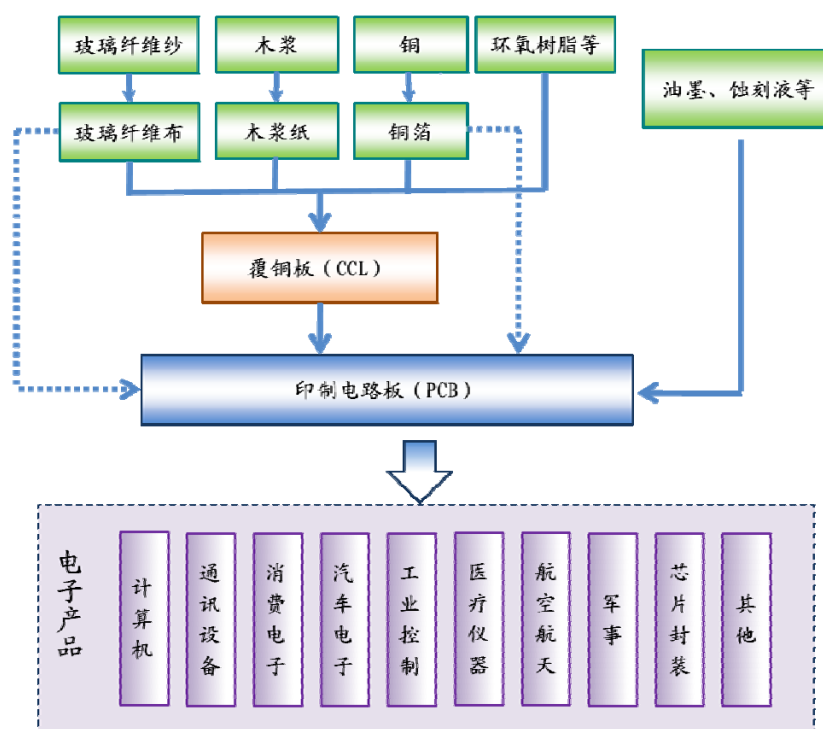 玻璃纤维纱
木浆
铜
环氧树脂等
油墨、蚀刻液等
玻璃纤维布
木浆纸
铜箔
覆铜板（CCL）
印制电路板（PCB）
电子产品
计算机
通讯设备
消费电子
汽车电子
工业控制
医疗仪器
航空航天
军事
芯片封装
其他